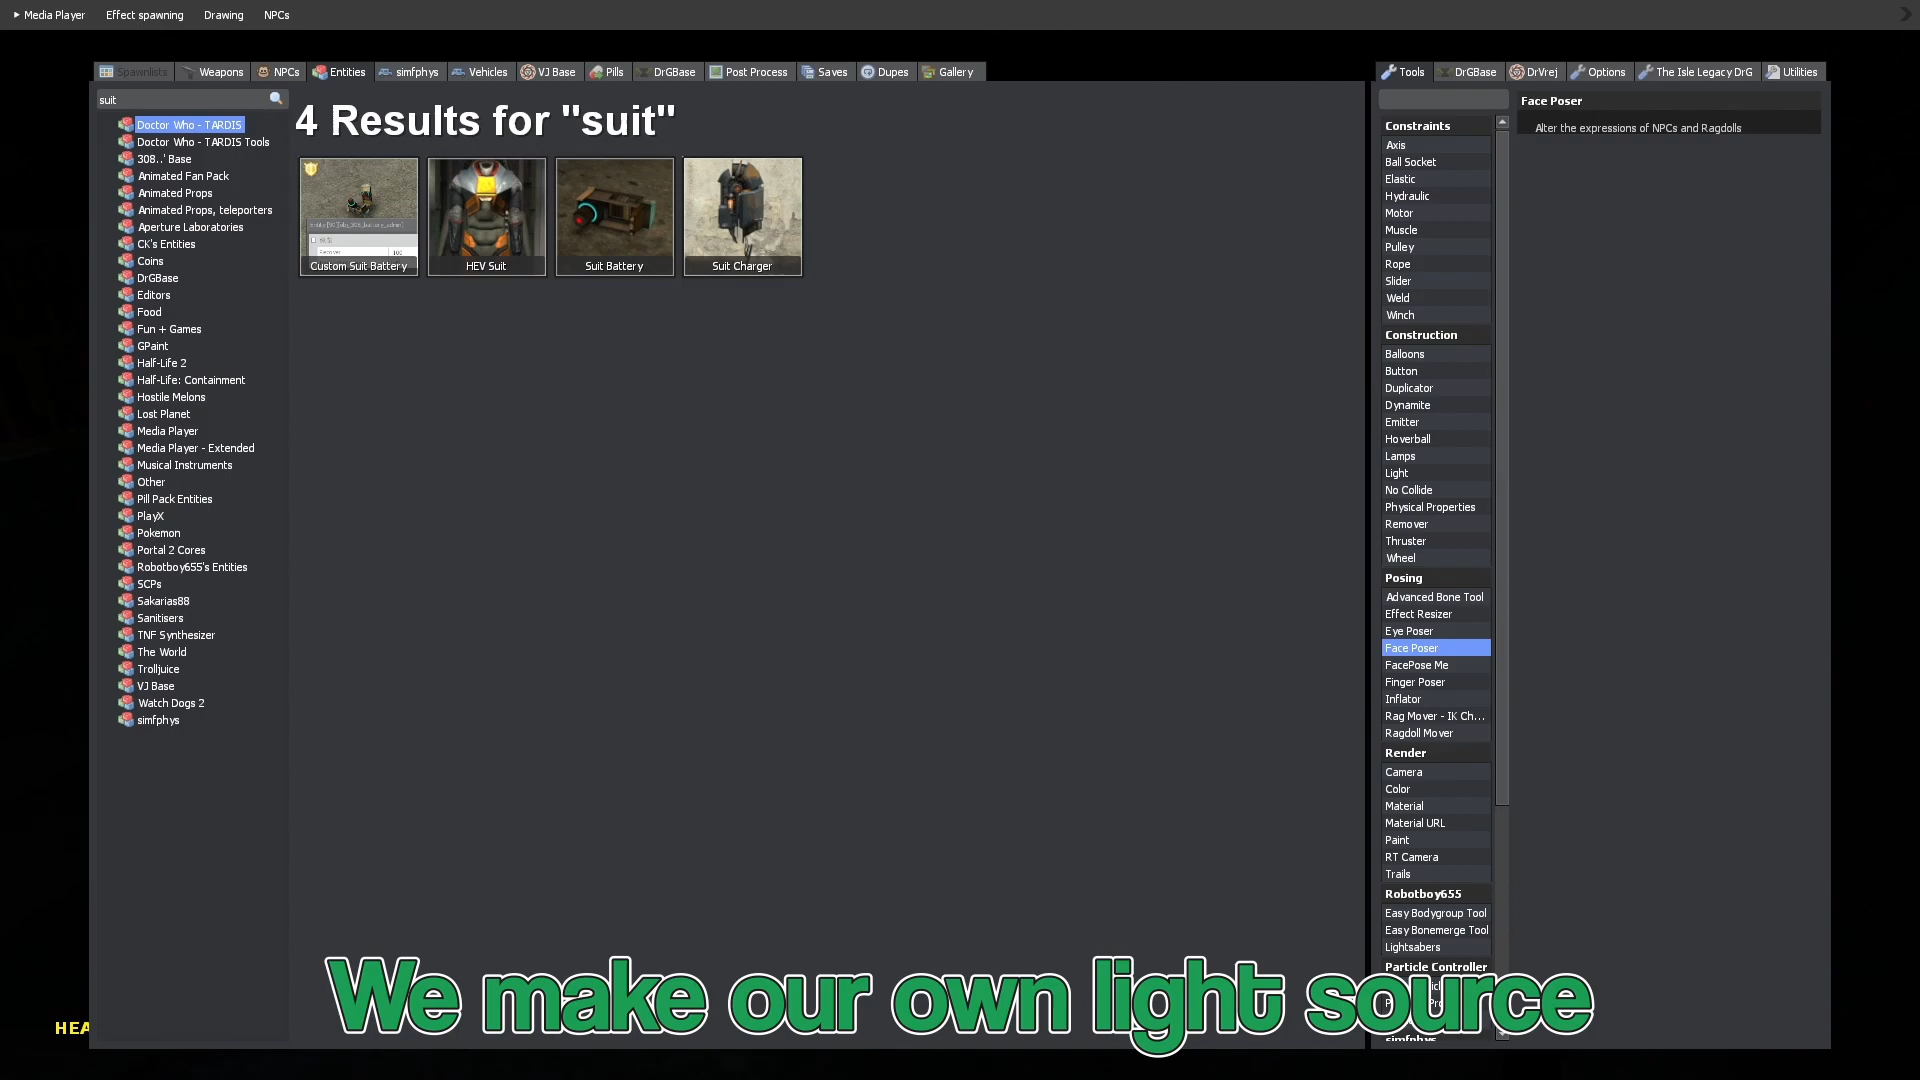 Media Player Effect spawning Drawing NPCs
Spawnlists Weapons NPCs Entities simfphys Vehicles VJ Base Pills DrGBase Post Process Saves Dupes Gallery
Tools DrGBase DrVrej Options The Isle Legacy DrG Utilities
suit
Doctor Who - TARDIS
Doctor Who - TARDIS Tools
308..' Base
Animated Fan Pack
Animated Props
Animated Props, teleporters
Aperture Laboratories
CK's Entities
Coins
DrGBase
Editors
Food
Fun + Games
GPaint
Half-Life 2
Half-Life: Containment
Hostile Melons
Lost Planet
Media Player
Media Player - Extended
Musical Instruments
Other
Pill Pack Entities
PlayX
Pokemon
Portal 2 Cores
Robotboy655's Entities
SCPs
Sakarias88
Sanitisers
TNF Synthesizer
The World
Trolljuice
VJ Base
Watch Dogs 2
simfphys
4 Results for "suit"
Custom Suit Battery
HEV Suit
Suit Battery
Suit Charger
Constraints
Axis
Ball Socket
Elastic
Hydraulic
Motor
Muscle
Pulley
Rope
Slider
Weld
Winch
Construction
Balloons
Button
Duplicator
Dynamite
Emitter
Hoverball
Lamps
Light
No Collide
Physical Properties
Remover
Thruster
Wheel
Posing
Advanced Bone Tool
Effect Resizer
Eye Poser
Face Poser
FacePose Me
Finger Poser
Inflator
Rag Mover - IK Ch...
Ragdoll Mover
Render
Camera
Color
Material
Material URL
Paint
RT Camera
Trails
Robotboy655
Easy Bodygroup Tool
Easy Bonemerge Tool
Lightsabers
Particle Controller
simfphys
Face Poser
Alter the expressions of NPCs and Ragdolls
We make our own light source
HEA